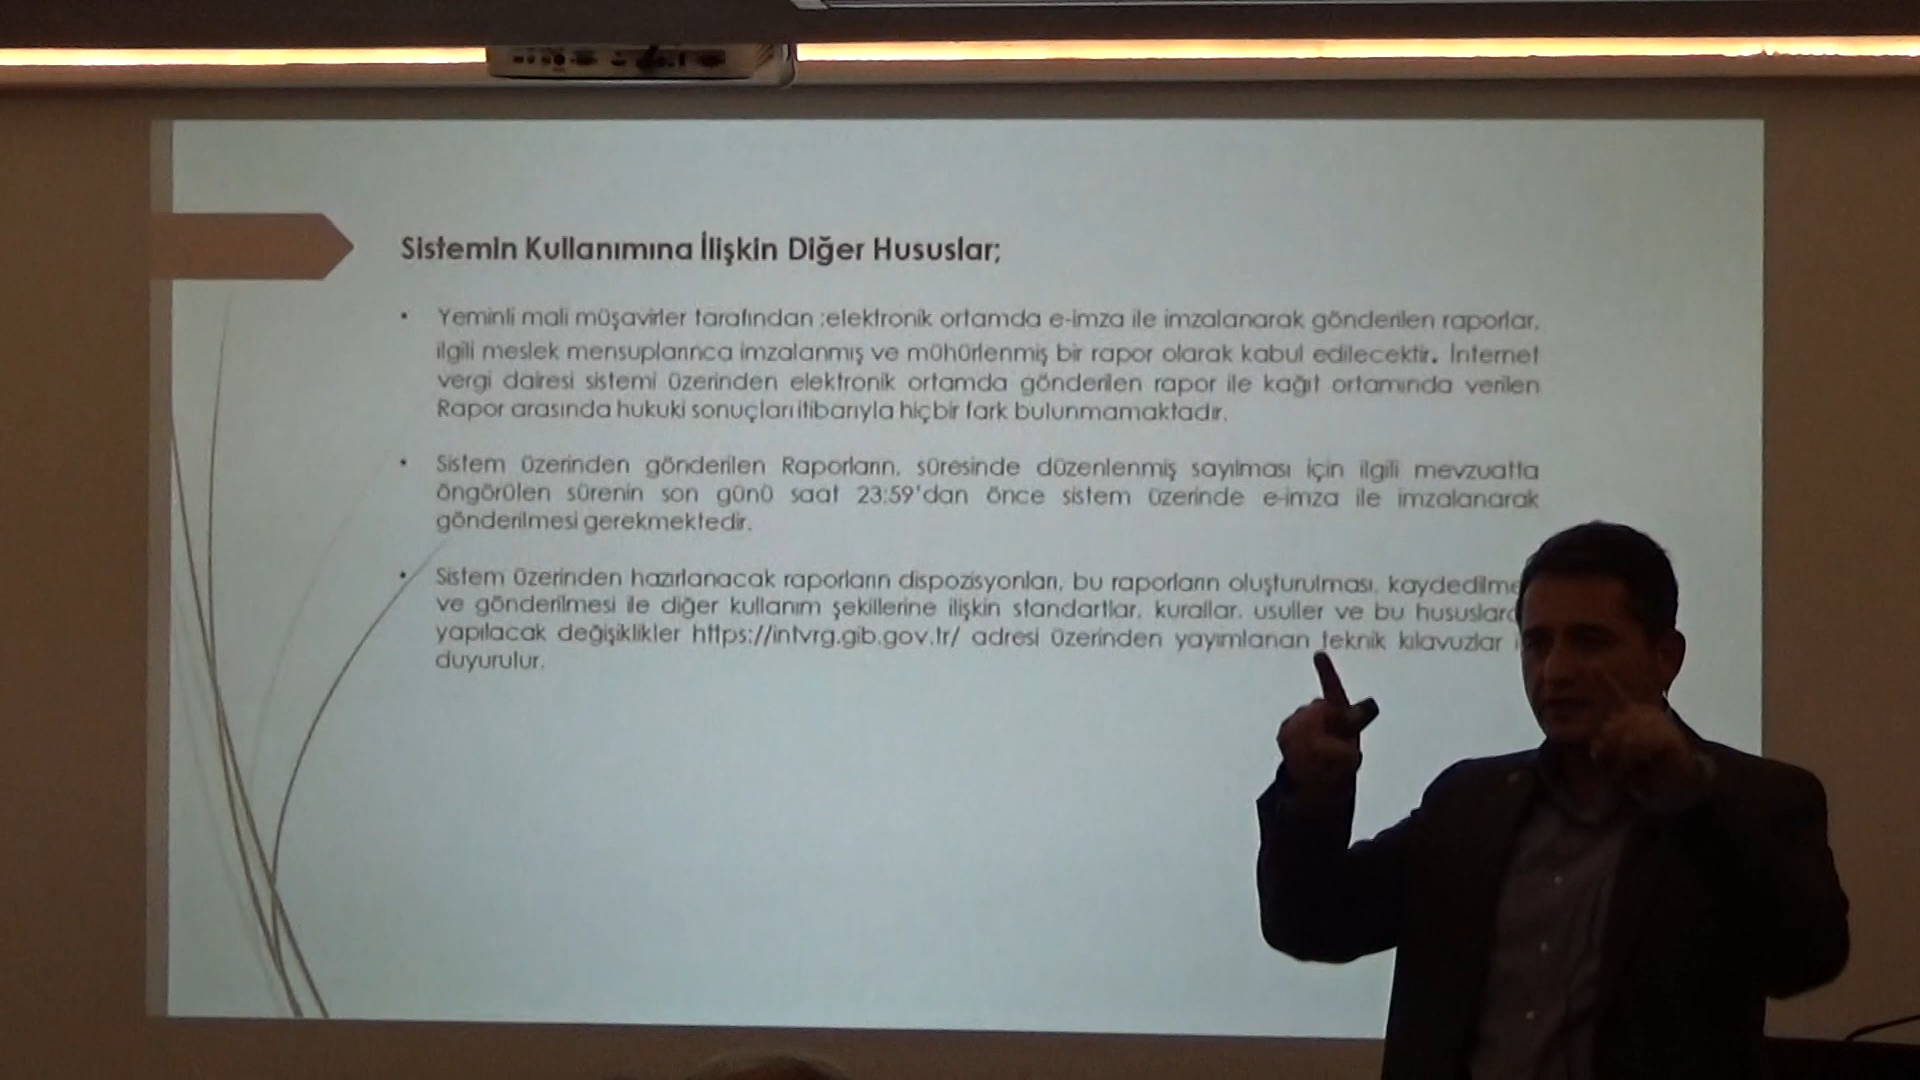 Sistemin Kullanımına İlişkin Diğer Hususlar;
• Yeminli mali müşavirler tarafından ;elektronik ortamda e-imza ile imzalanarak gönderilen raporlar,
ilgili meslek mensuplarınca imzalanmış ve mühürlenmiş bir rapor olarak kabul edilecektir. İnternet
vergi dairesi sistemi üzerinden elektronik ortamda gönderilen rapor ile kağıt ortamında verilen
Rapor arasında hukuki sonuçları itibarıyla hiçbir fark bulunmamaktadır.
• Sistem üzerinden gönderilen Raporların, süresinde düzenlenmiş sayılması için ilgili mevzuatta
öngörülen sürenin son günü saat 23:59'dan önce sistem üzerinde e-imza ile imzalanarak
gönderilmesi gerekmektedir.
• Sistem üzerinden hazırlanacak raporların dispozisyonları, bu raporların oluşturulması, kaydedilme
ve gönderilmesi ile diğer kullanım şekillerine ilişkin standartlar, kurallar, usuller ve bu hususlard
yapılacak değişiklikler https://intvrg.gib.gov.tr/ adresi üzerinden yayımlanan teknik kılavuzlar
duyurulur.